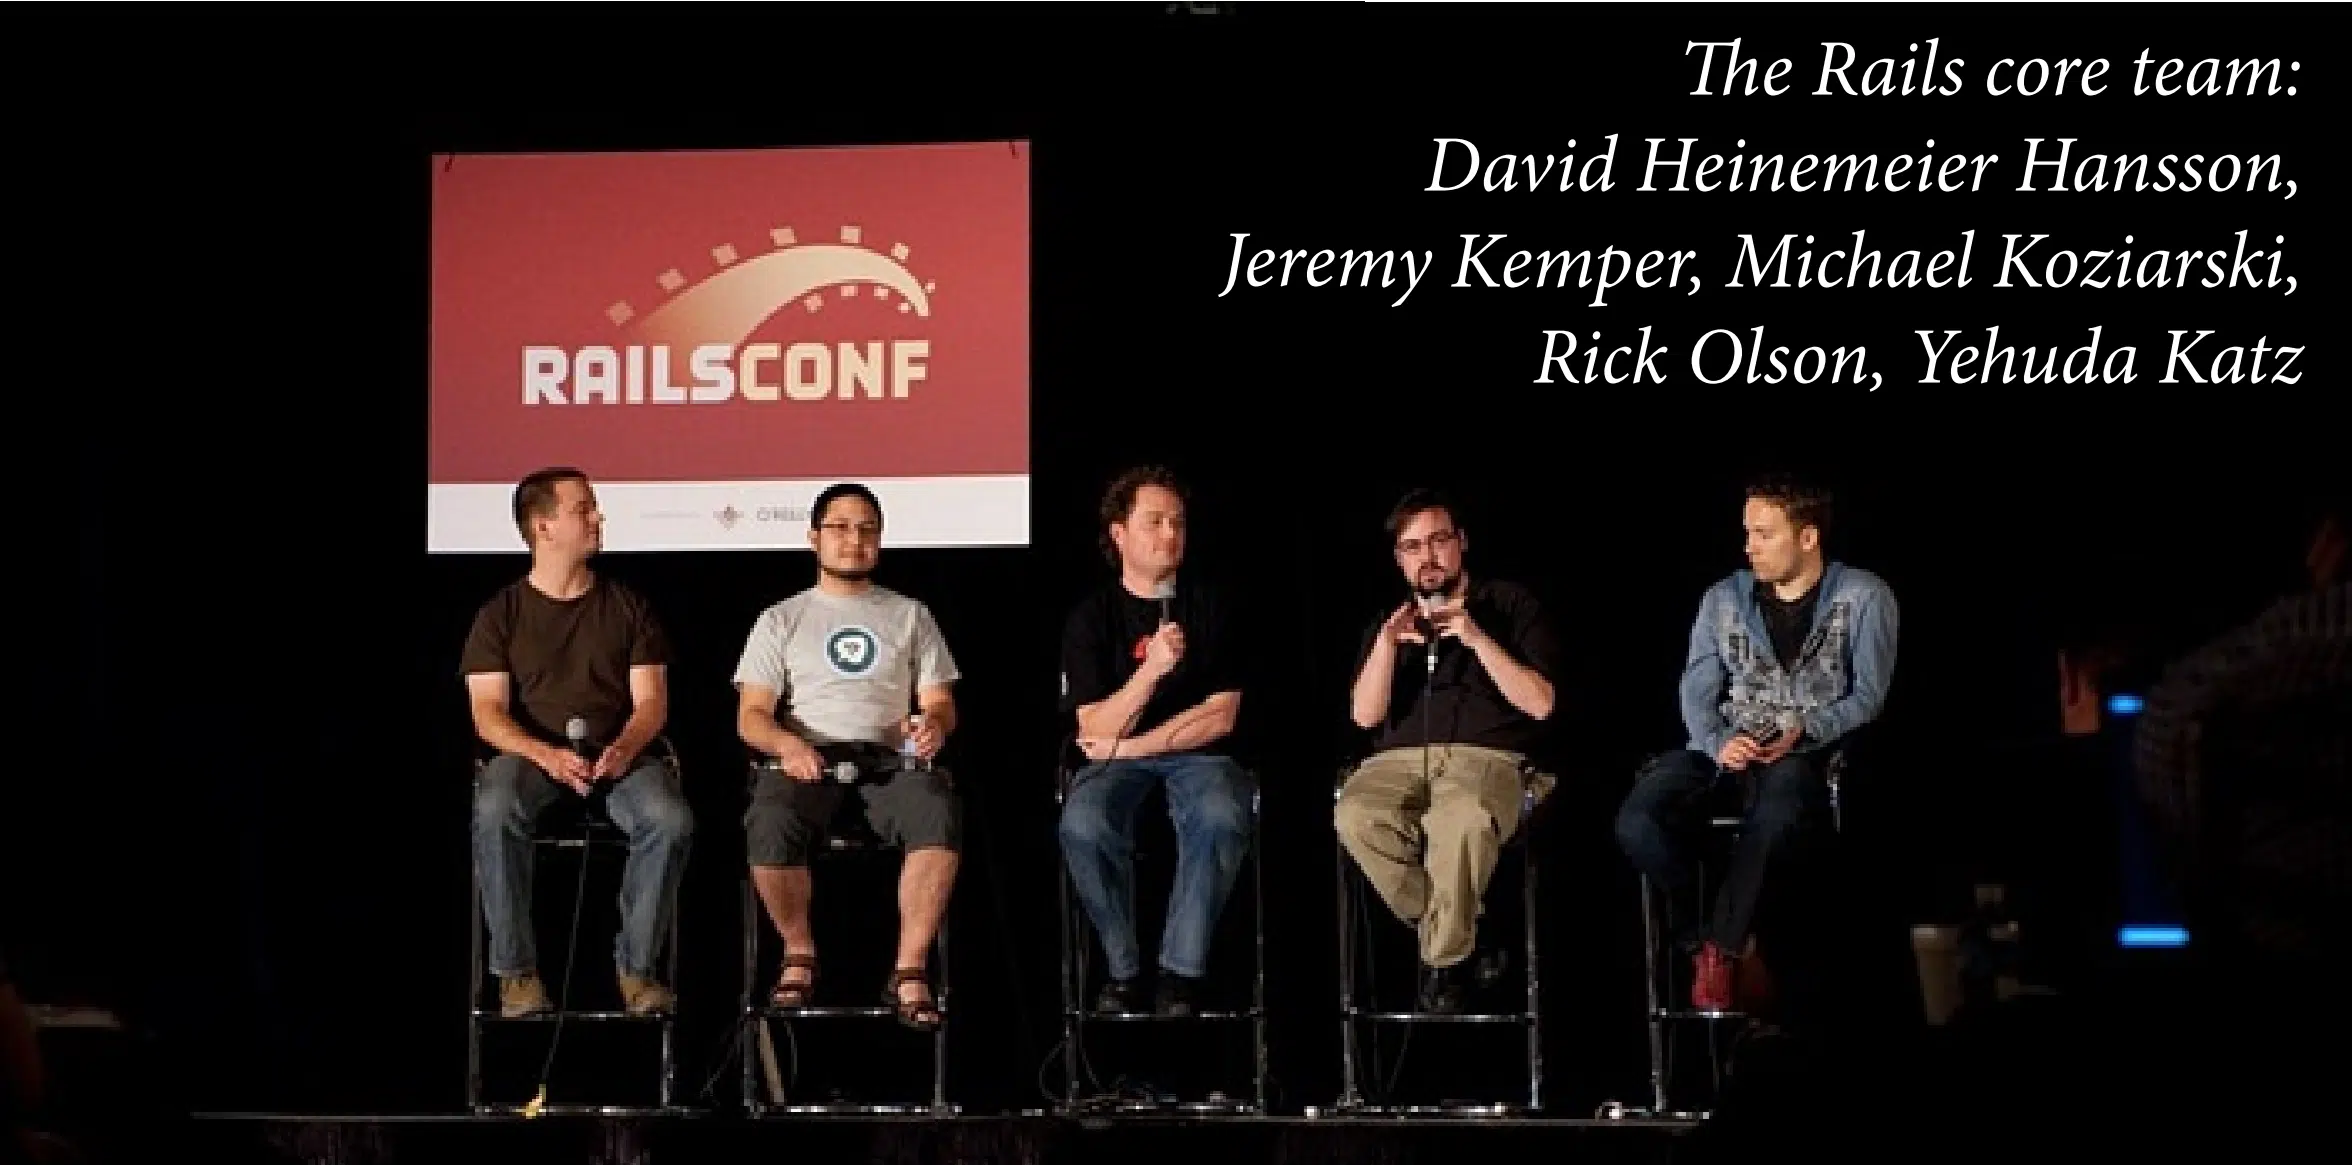 The Rails core team:
David Heinemeier Hansson,
Jeremy Kemper, Michael Koziarski,
Rick Olson, Yehuda Katz
RAILSCONF